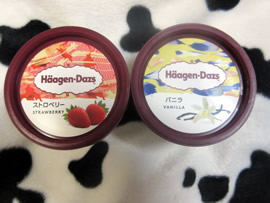 Häagen-Dazs
ストロベリー
STRAWBERRY
Häagen-Dazs
バニラ
VANILLA